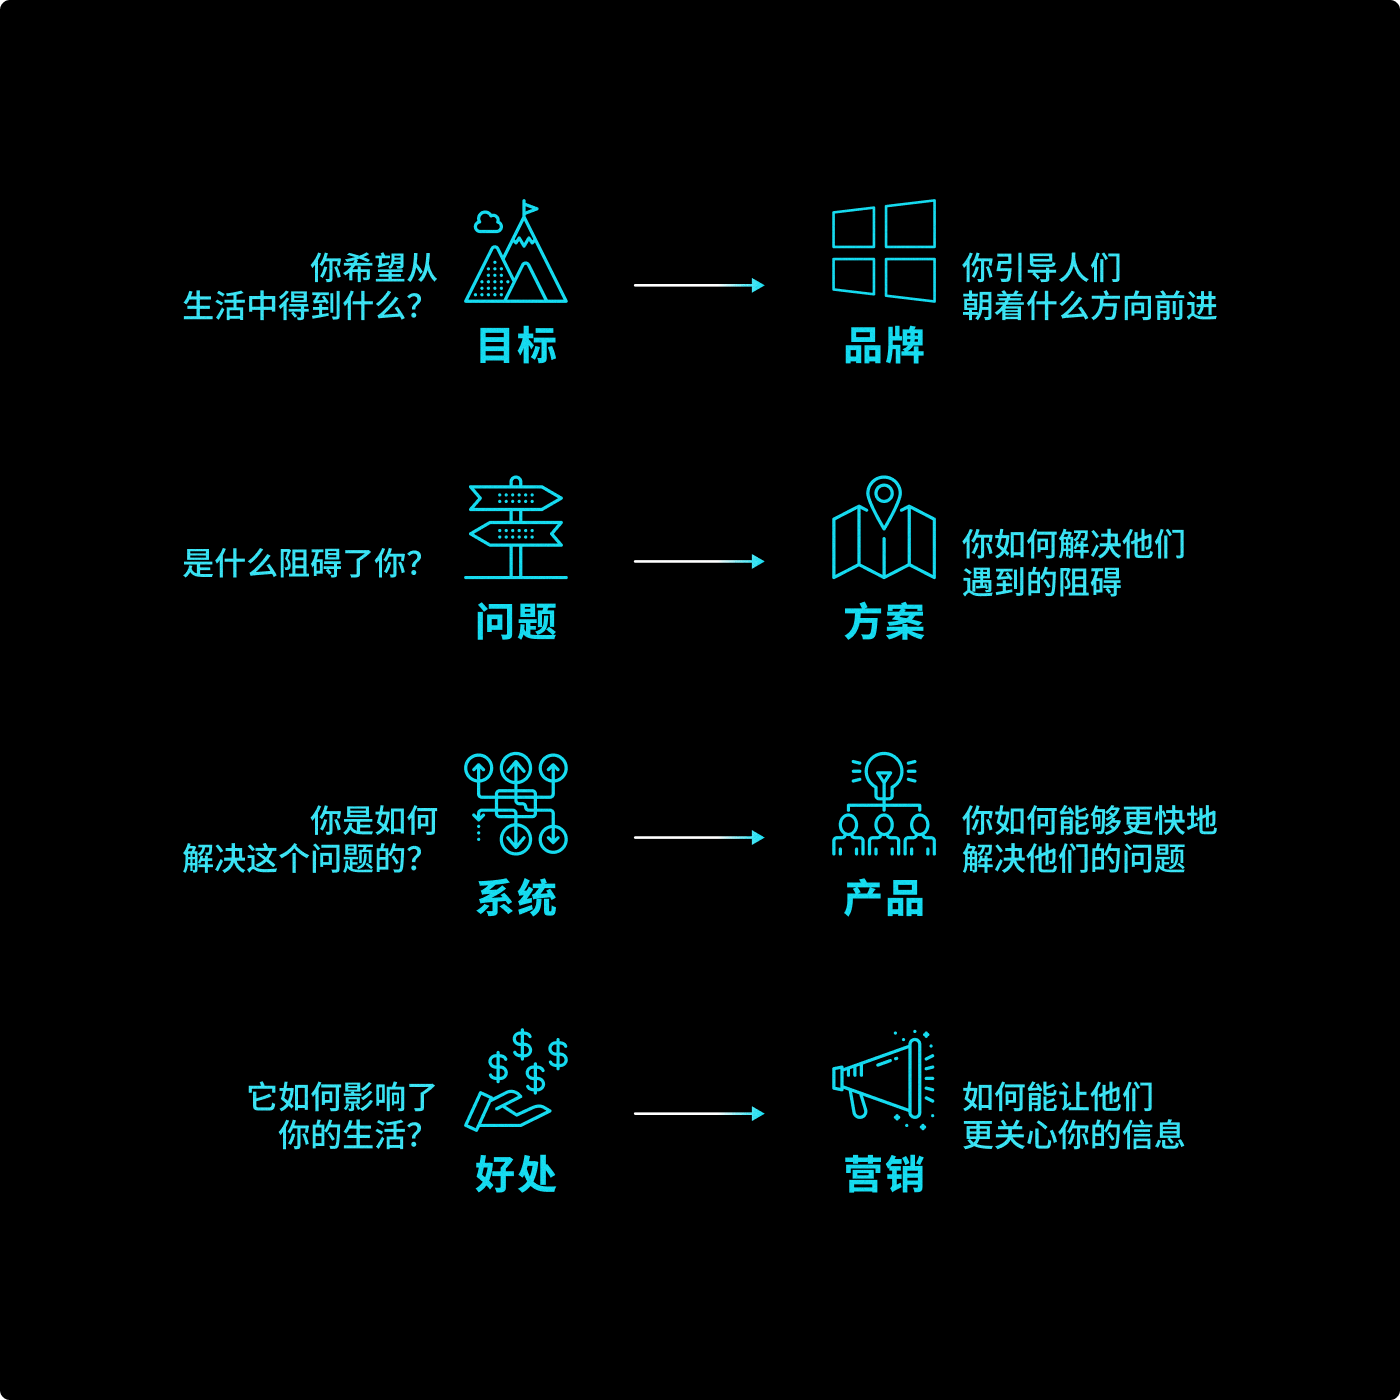 你希望从
生活中得到什么？
目标
品牌
你引导人们
朝着什么方向前进
是什么阻碍了你？
问题
方案
你如何解决他们
遇到的阻碍
你是如何
解决这个问题的？
系统
产品
你如何能够更快地
解决他们的问题
它如何影响了
你的生活？
好处
营销
如何能让他们
更关心你的信息